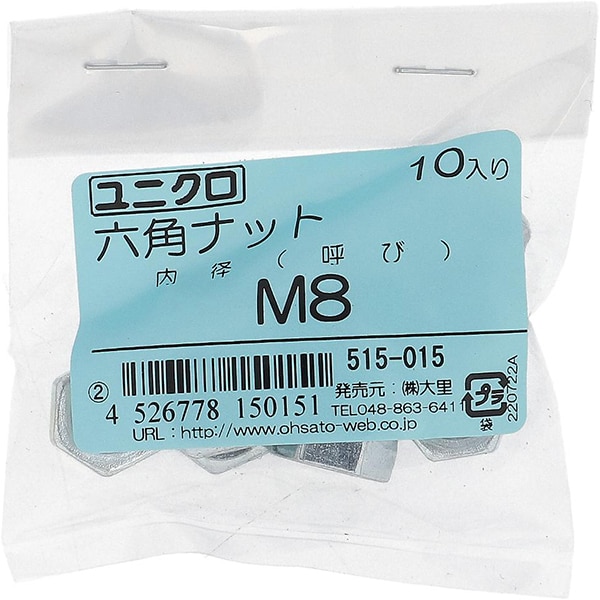 ユニクロ 10入り
六角ナット
内径(呼び)
M8
515-015
② 4 526778 150151
発売元:㈱大里
TEL048-863-6411
URL:http://www.ohsato-web.co.jp
プラ
袋
220722A